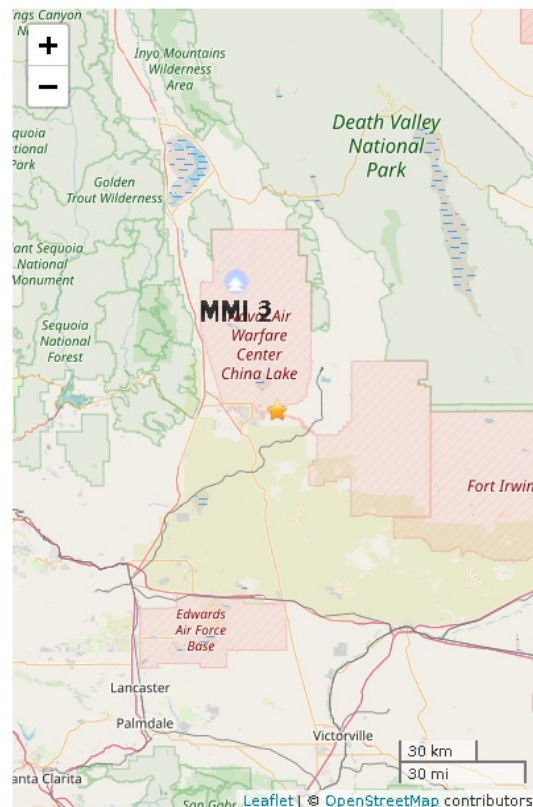 ngs Canyon
+
−
Inyo Mountains
Wilderness
Area
quoia
Park
Death Valley
National
Park
Golden
Trout Wilderness
ant Sequoia
National
Monument
MMI 3
Air
Warfare
Center
China Lake
Sequoia
National
Forest
Fort Irwin
Edwards
Air Force
Base
Lancaster
Palmdale
Victorville
30 km
30 mi
anta Clarita
San Gabr
Leaflet | © OpenStreetMap contributors